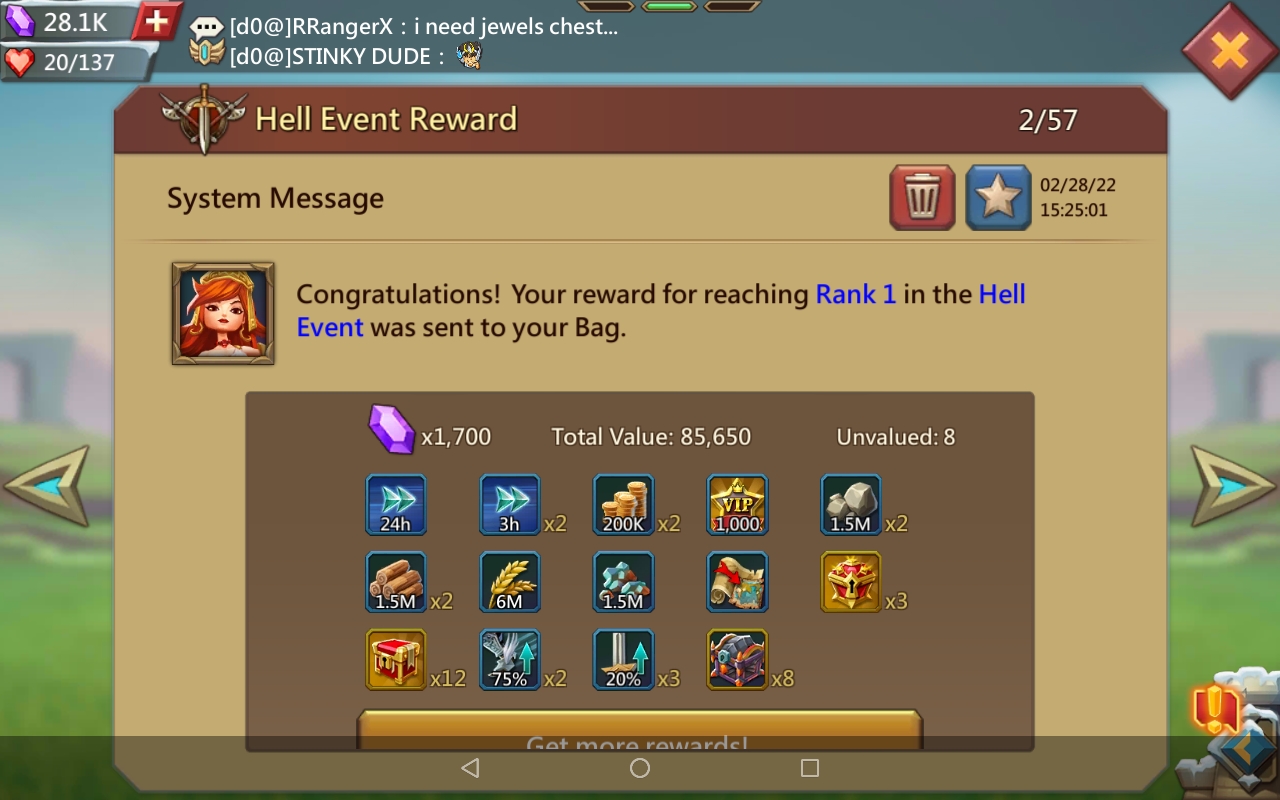 28.1K
[d0@]RRangerX : i need jewels chest...
20/137
[d0@]STINKY DUDE :
Hell Event Reward
2/57
System Message
02/28/22
15:25:01
Congratulations! Your reward for reaching Rank 1 in the Hell
Event was sent to your Bag.
x1,700
Total Value: 85,650
Unvalued: 8
24h
3h x2
200K x2
VIP
1,000
1.5M x2
1.5M x2
6M
1.5M
x3
x12
75% x2
20% x3
x8
Get more rewards!